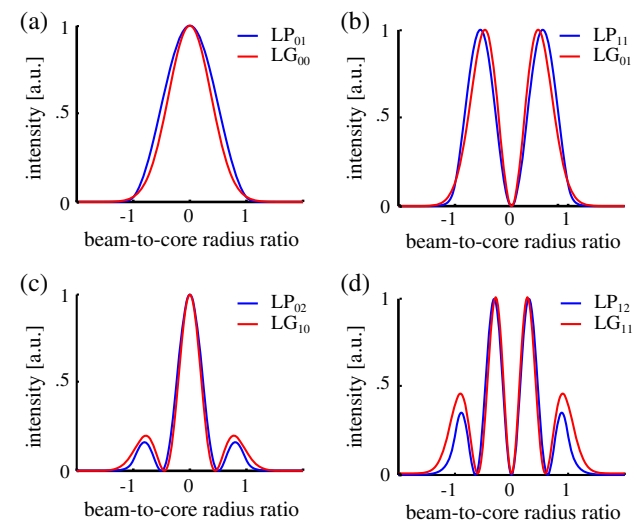 (a)
LP01
LG00
intensity [a.u.]
1
.5
0
-1
0
1
beam-to-core radius ratio
(b)
LP11
LG01
intensity [a.u.]
1
.5
0
-1
0
1
beam-to-core radius ratio
(c)
LP02
LG10
intensity [a.u.]
1
.5
0
-1
0
1
beam-to-core radius ratio
(d)
LP12
LG11
intensity [a.u.]
1
.5
0
-1
0
1
beam-to-core radius ratio